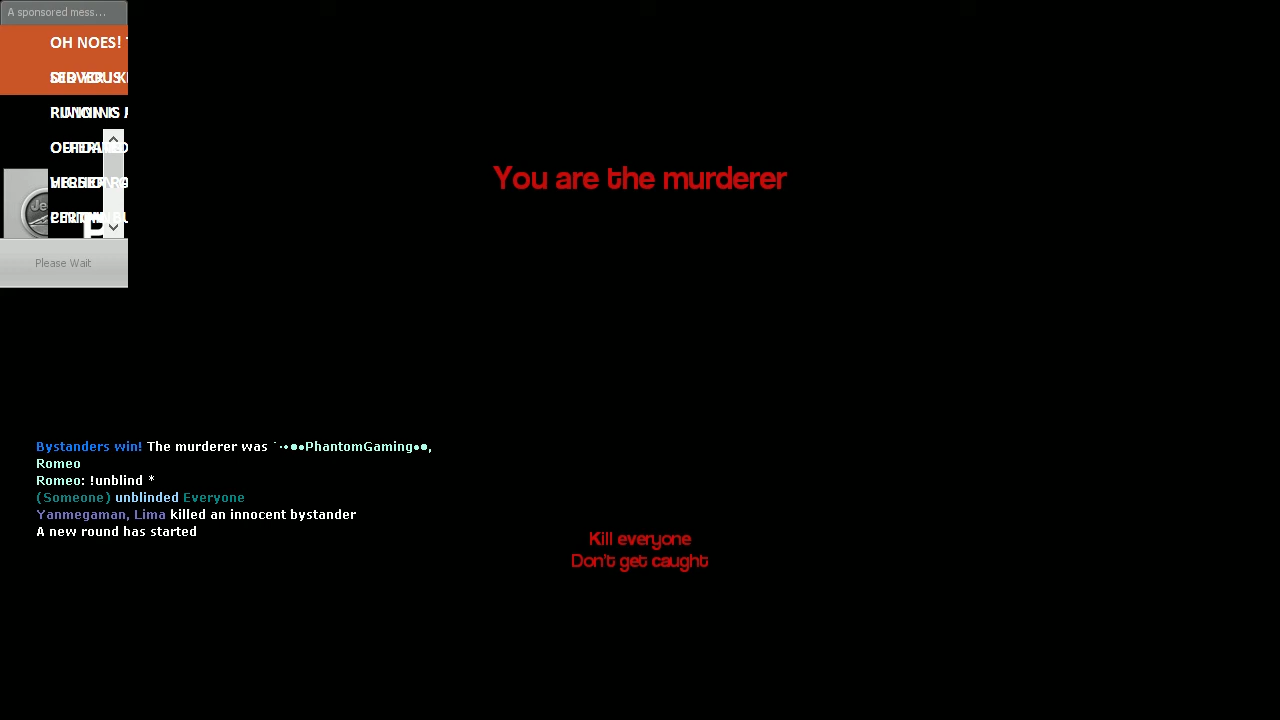 A sponsored mess...
OH NOES!
Please Wait
You are the murderer
Bystanders win! The murderer was `·•●●PhantomGaming●●,
Romeo
Romeo: !unblind *
(Someone) unblinded Everyone
Yanmegaman, Lima killed an innocent bystander
A new round has started
Kill everyone
Don't get caught